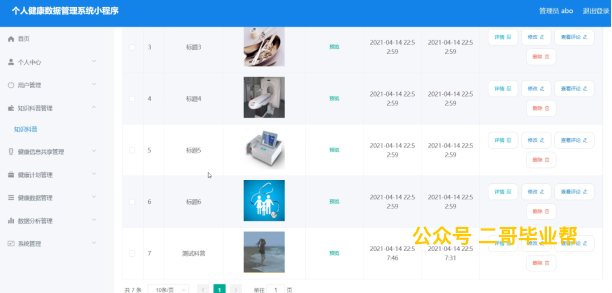 个人健康数据管理系统小程序
管理员 abo 退出登录
首页
个人中心
用户管理
知识科普管理
知识科普
健康信息共享管理
健康计划管理
健康数据管理
数据分析管理
系统管理
3 标题3 预览 2021-04-14 22:52:59 2021-04-14 22:52:59 详情 修改 查看评论 删除
4 标题4 预览 2021-04-14 22:52:59 2021-04-14 22:52:59 详情 修改 查看评论 删除
5 标题5 预览 2021-04-14 22:52:59 2021-04-14 22:52:59 详情 修改 查看评论 删除
6 标题6 预览 2021-04-14 22:52:59 2021-04-14 22:52:59 详情 修改 查看评论 删除
7 测试科普 预览 2021-04-14 22:57:46 2021-04-14 22:57:31 详情 修改 查看评论 删除
公众号 二哥毕业帮
共 7 条 10条/页 1 前往 1 页